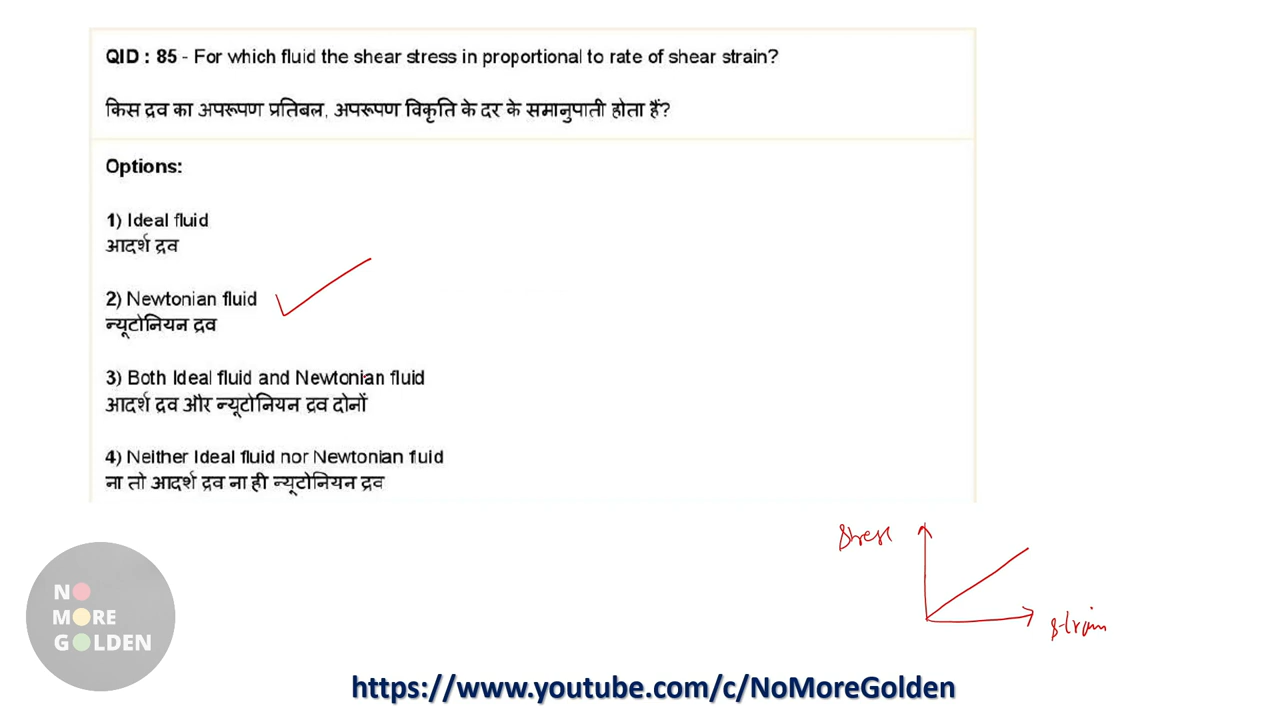 QID : 85 - For which fluid the shear stress in proportional to rate of shear strain?
किस द्रव का अपरूपण प्रतिबल, अपरूपण विकृति के दर के समानुपाती होता हैं?
Options:
1) Ideal fluid
आदर्श द्रव
2) Newtonian fluid
न्यूटोनियन द्रव
3) Both Ideal fluid and Newtonian fluid
आदर्श द्रव और न्यूटोनियन द्रव दोनों
4) Neither Ideal fluid nor Newtonian fuid
ना तो आदर्श द्रव ना ही न्यूटोनियन द्रव
Stress
Strain
NO
MORE
GOLDEN
https://www.youtube.com/c/NoMoreGolden